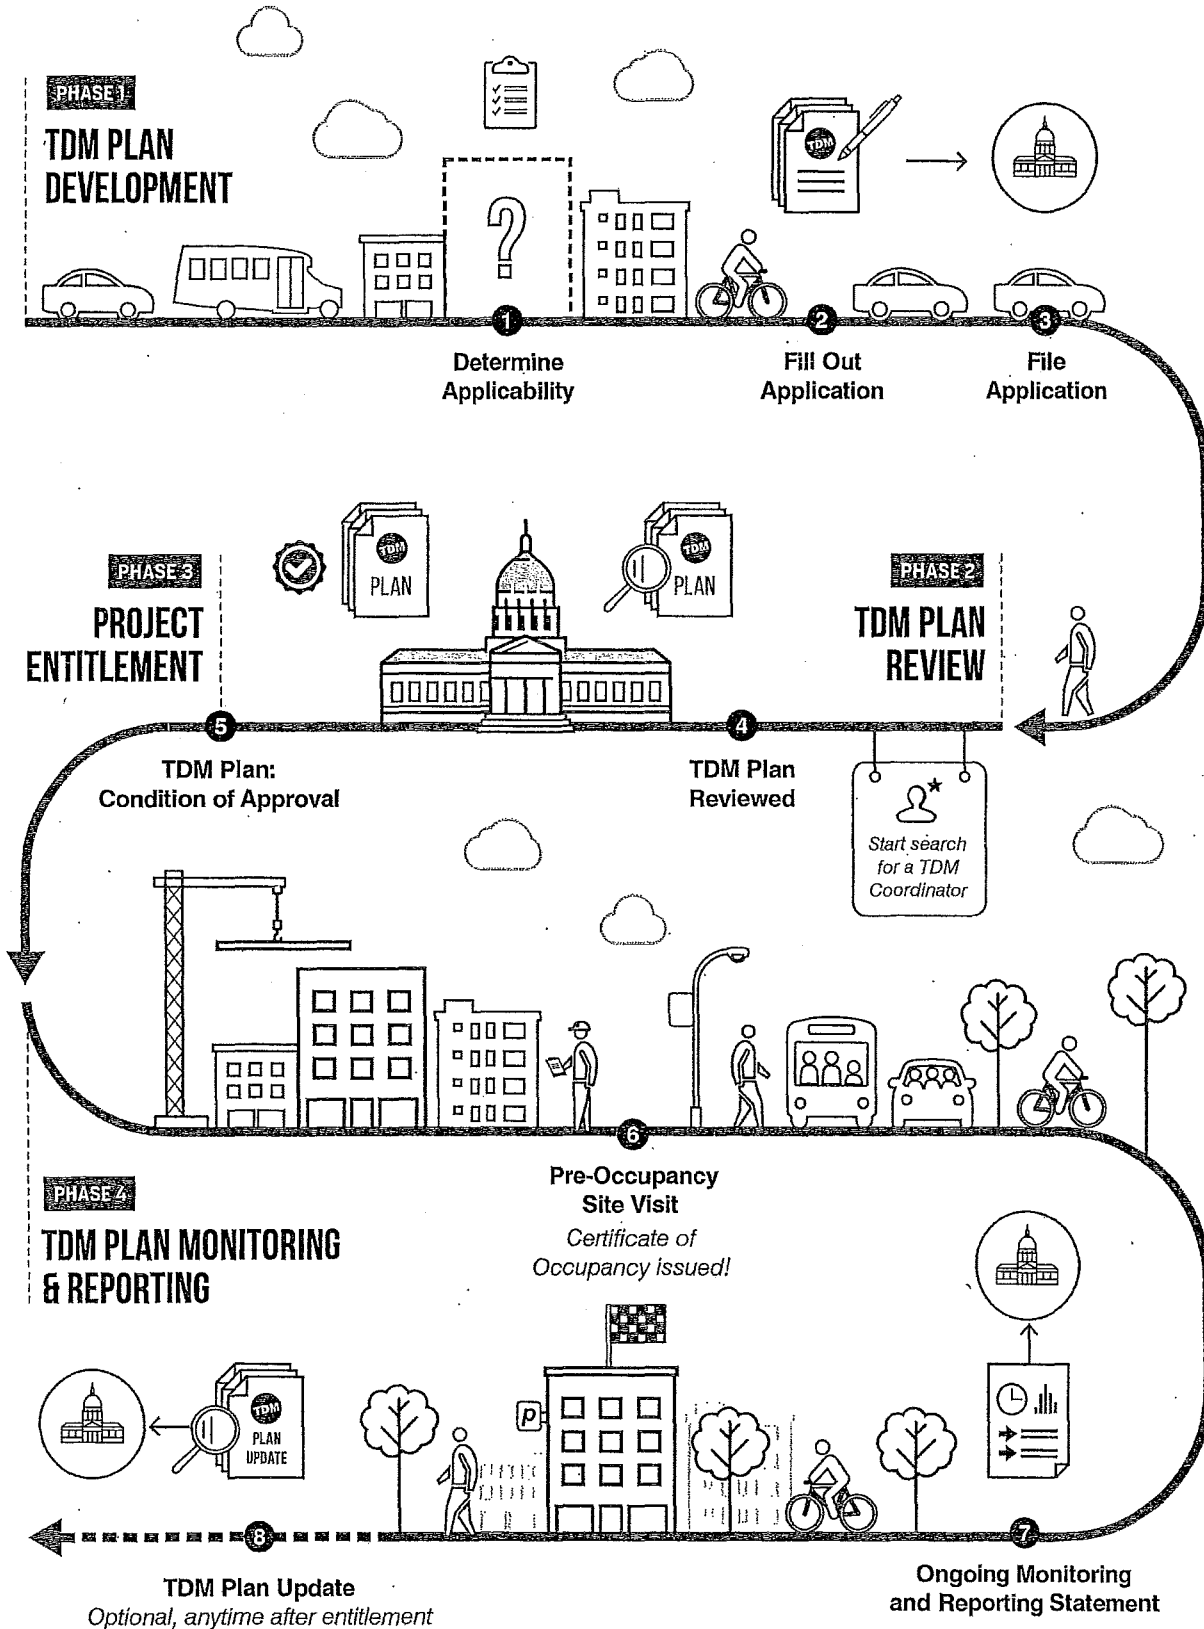 PHASE 1
TDM PLAN
DEVELOPMENT
TDM
?
1
2
3
Determine
Applicability
Fill Out
Application
File
Application
PHASE 2
TDM PLAN
REVIEW
TDM
PLAN
4
TDM Plan
Reviewed
Start search
for a TDM
Coordinator
PHASE 3
PROJECT
ENTITLEMENT
TDM
PLAN
5
TDM Plan:
Condition of Approval
PHASE 4
TDM PLAN MONITORING
& REPORTING
6
Pre-Occupancy
Site Visit
Certificate of
Occupancy issued!
P
7
Ongoing Monitoring
and Reporting Statement
TDM
PLAN
UPDATE
8
TDM Plan Update
Optional, anytime after entitlement